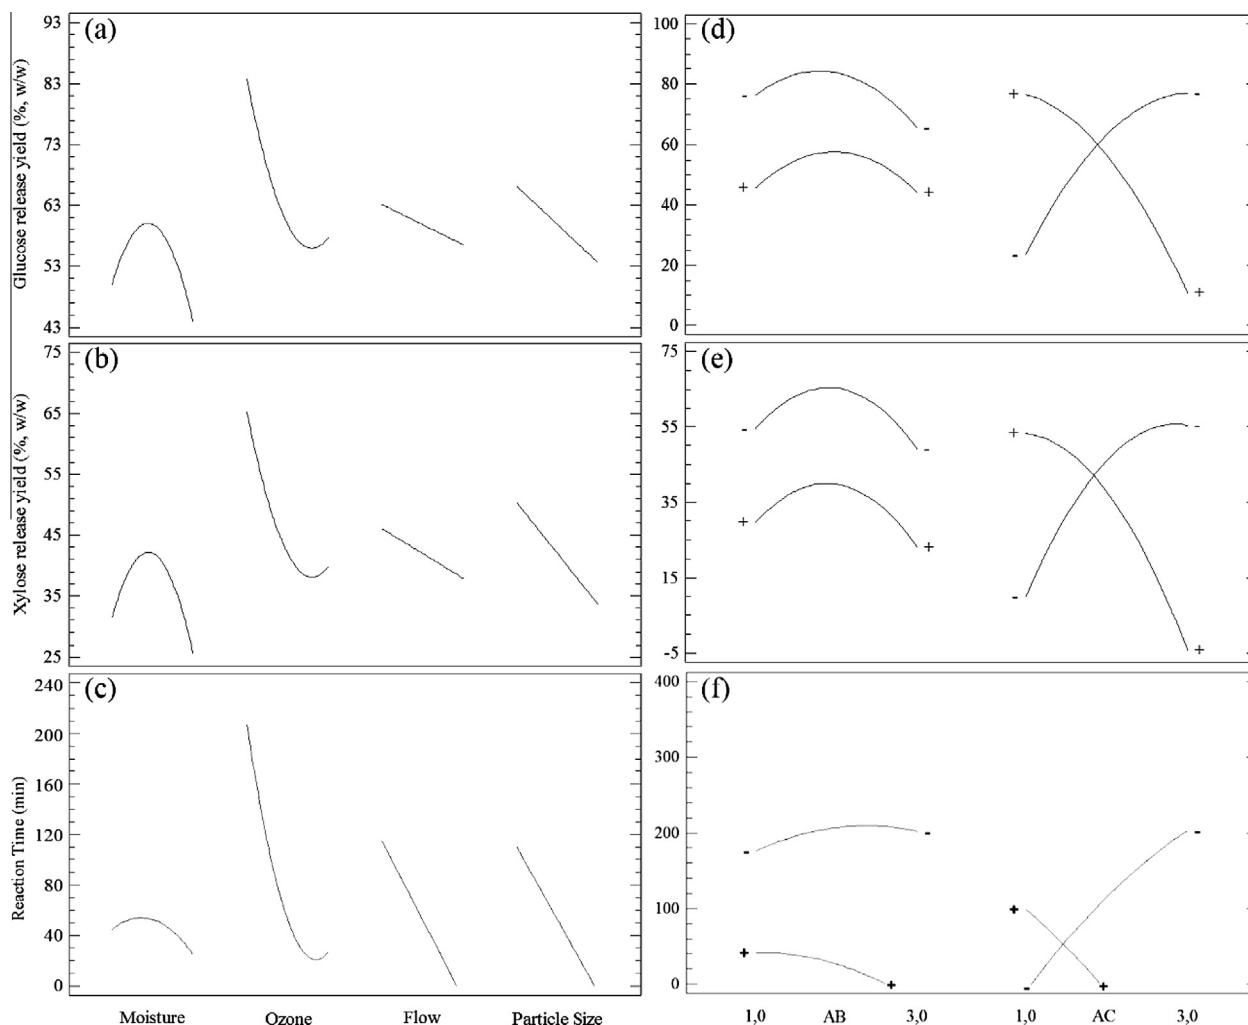 (a)
Glucose release yield (%, w/w)
93
83
73
63
53
43
(d)
100
80
60
40
20
0
- - + -
+ + - +
(b)
Xylose release yield (%, w/w)
75
65
55
45
35
25
(e)
75
55
35
15
-5
- - + -
+ + - +
(c)
Reaction Time (min)
240
200
160
120
80
40
0
(f)
400
300
200
100
0
- - + -
+ + - +
Moisture Ozone Flow Particle Size
1,0 AB 3,0 1,0 AC 3,0